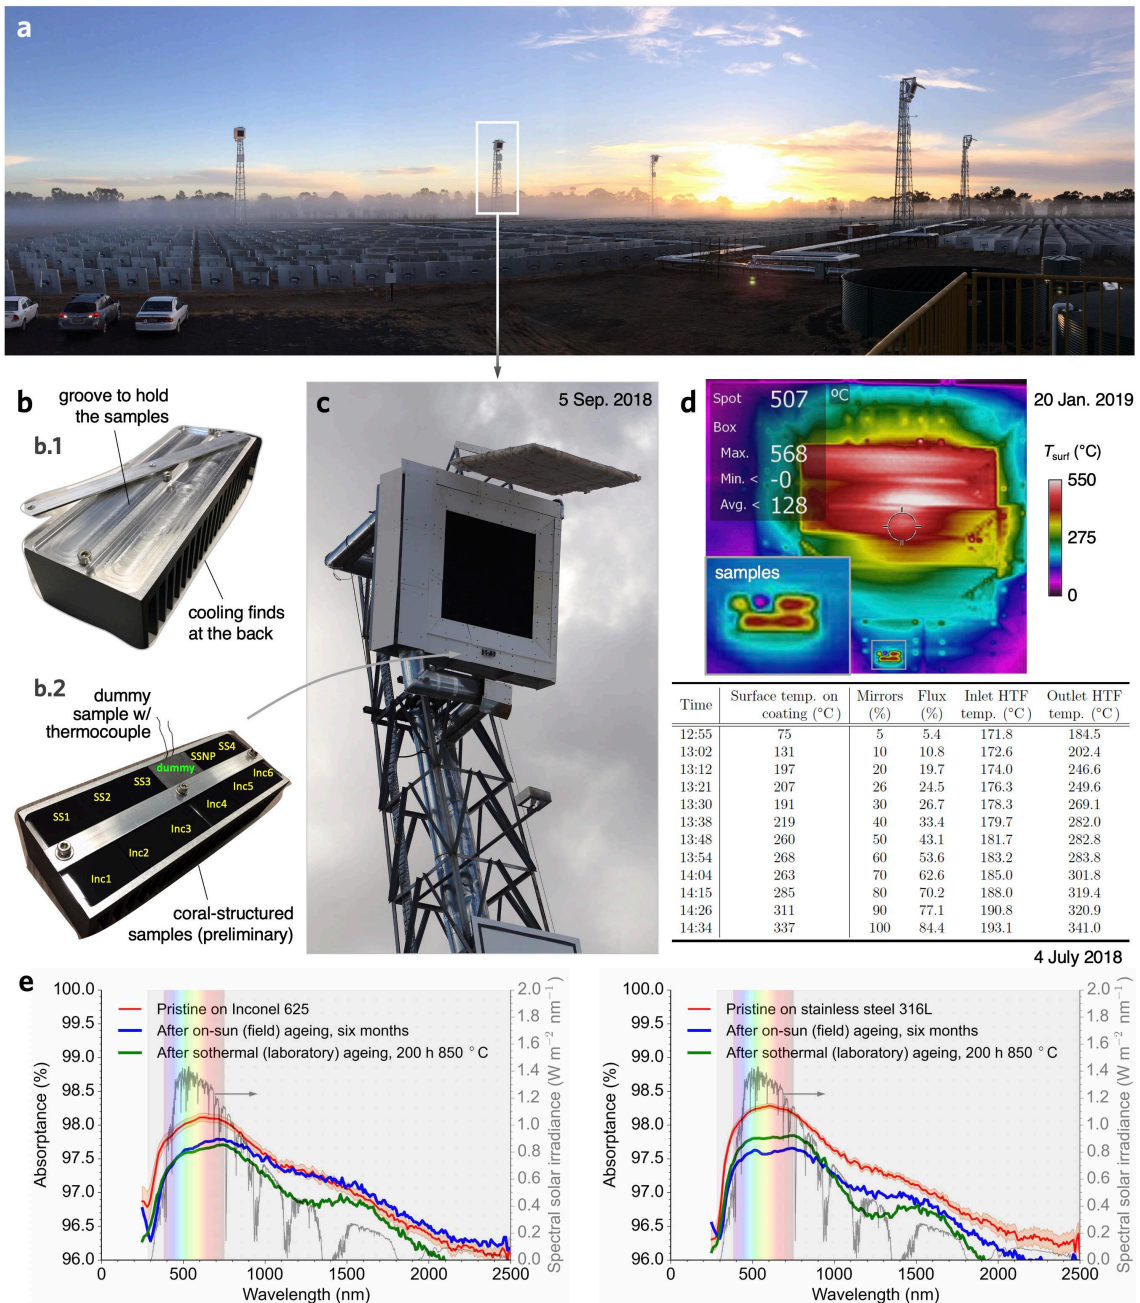 a
b
groove to hold
the samples
b.1
cooling finds
at the back
b.2
dummy
sample w/
thermocouple
SS4
SSNP
dummy
SS3
SS2
SS1
Inc6
Inc5
Inc4
Inc3
Inc2
Inc1
coral-structured
samples (preliminary)
c
5 Sep. 2018
d
Spot 507 °C
Box
Max. 568
Min. < -0
Avg. < 128
samples
20 Jan. 2019
Tsurf (°C)
550
275
0
Time Surface temp. on coating (°C) Mirrors (%) Flux (%) Inlet HTF temp. (°C) Outlet HTF temp. (°C)
12:55 75 5 5.4 171.8 184.5
13:02 131 10 10.8 172.6 202.4
13:12 197 20 19.7 174.0 246.6
13:21 207 26 24.5 176.3 249.6
13:30 191 30 26.7 178.3 269.1
13:38 219 40 33.4 179.7 282.0
13:48 260 50 43.1 181.7 282.8
13:54 268 60 53.6 183.2 283.8
14:04 263 70 62.6 185.0 301.8
14:15 285 80 70.2 188.0 319.4
14:26 311 90 77.1 190.8 320.9
14:34 337 100 84.4 193.1 341.0
4 July 2018
e
Absorptance (%)
100.0
99.5
99.0
98.5
98.0
97.5
97.0
96.5
96.0
Pristine on Inconel 625
After on-sun (field) ageing, six months
After sothermal (laboratory) ageing, 200 h 850 °C
2.0
1.8
1.6
1.4
1.2
1.0
0.8
0.6
0.4
0.2
0.0
Spectral solar irradiance (W m−2 nm−1)
0 500 1000 1500 2000 2500
Wavelength (nm)
Absorptance (%)
100.0
99.5
99.0
98.5
98.0
97.5
97.0
96.5
96.0
Pristine on stainless steel 316L
After on-sun (field) ageing, six months
After sothermal (laboratory) ageing, 200 h 850 °C
2.0
1.8
1.6
1.4
1.2
1.0
0.8
0.6
0.4
0.2
0.0
Spectral solar irradiance (W m−2 nm−1)
0 500 1000 1500 2000 2500
Wavelength (nm)